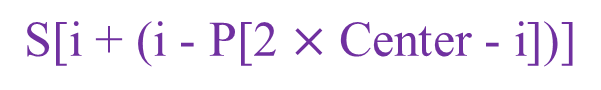 S[i + (i - P[2 × Center - i])]